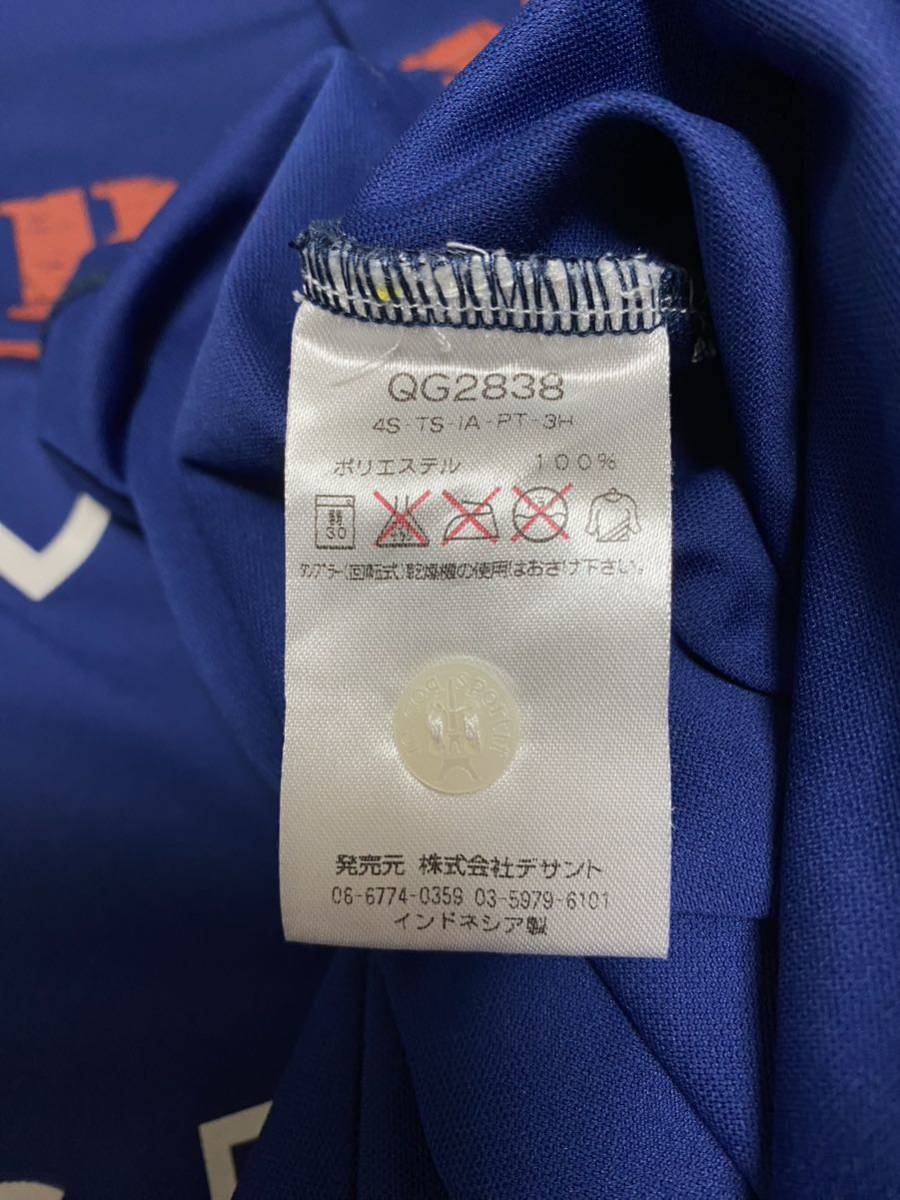 M
QG2838
4S-TS-IA-PT-3H
ポリエステル 100%
30
タンブラー(回転式)乾燥機の使用はおさけ下さい。
発売元 株式会社デサント
06-6774-0359 03-5979-6101
インドネシア製